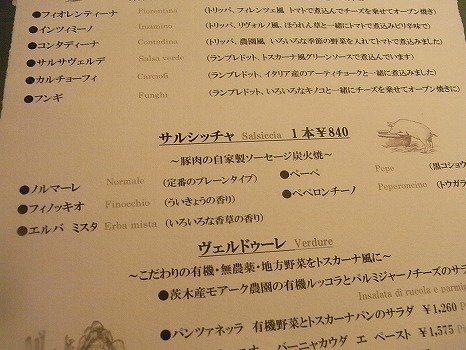 ●フィオレンティーナ Fiorentina (トリッパ、フィレンツェ風 トマトで煮込んでチーズを乗せてオーブン焼き)
●インツィミーノ Inzimino (トリッパ、リヴォルノ風、ほうれん草と一緒にトマトで煮込みピリ辛味で)
●コンタディーナ Contadina (トリッパ、農園風 いろいろな季節の野菜を入れてトマトで煮込みました)
●サルサヴェルデ Salsa verde (ランプレドット、トスカーナ風グリーンソースで煮込んでいます)
●カルチョーフィ Carciofi (ランプレドット、イタリア産のアーティチョークと一緒に煮込みました)
●フンギ Funghi (ランプレドット、いろいろなキノコと一緒にチーズを乗せてオーブン焼きに)
サルシッチャ Salsiccia 1本¥840
～豚肉の自家製ソーセージ炭火焼～
●ノルマーレ Normale (定番のプレーンタイプ) ●ペーペ Pepe (黒コショウ
●フィノッキオ Finocchio (ういきょうの香り) ●ペペロンチーノ Peperoncino (トウガラ
●エルバ ミスタ Erba mista (いろいろな香草の香り)
ヴェルドゥーレ Verdure
～こだわりの有機・無農薬・地方野菜をトスカーナ風に～
●茨木産モアーク農園の有機ルッコラとパルミジャーノチーズのサラ
Insalata di rucola e parmi
●パンツァネッラ 有機野菜とトスカーナパンのサラダ ¥1,260
バーニャカウダ エ ペースト ¥1,575